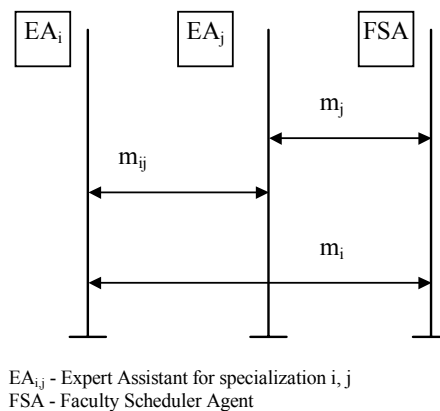 EAi EAj FSA
mj
mij
mi
EAi,j - Expert Assistant for specialization i, j
FSA - Faculty Scheduler Agent